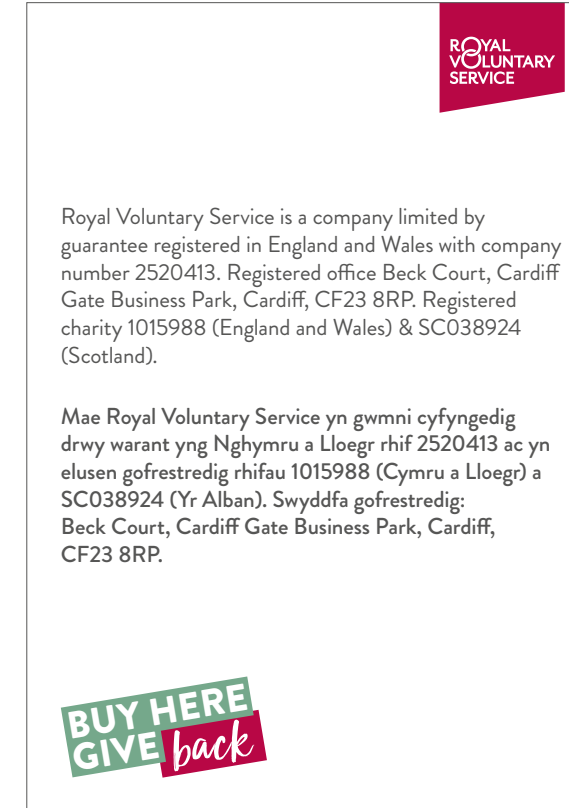 ROYAL
VOLUNTARY
SERVICE
Royal Voluntary Service is a company limited by
guarantee registered in England and Wales with company
number 2520413. Registered office Beck Court, Cardiff
Gate Business Park, Cardiff, CF23 8RP. Registered
charity 1015988 (England and Wales) & SC038924
(Scotland).
Mae Royal Voluntary Service yn gwmni cyfyngedig
drwy warant yng Nghymru a Lloegr rhif 2520413 ac yn
elusen gofrestredig rhifau 1015988 (Cymru a Lloegr) a
SC038924 (Yr Alban). Swyddfa gofrestredig:
Beck Court, Cardiff Gate Business Park, Cardiff,
CF23 8RP.
BUY HERE
GIVE back